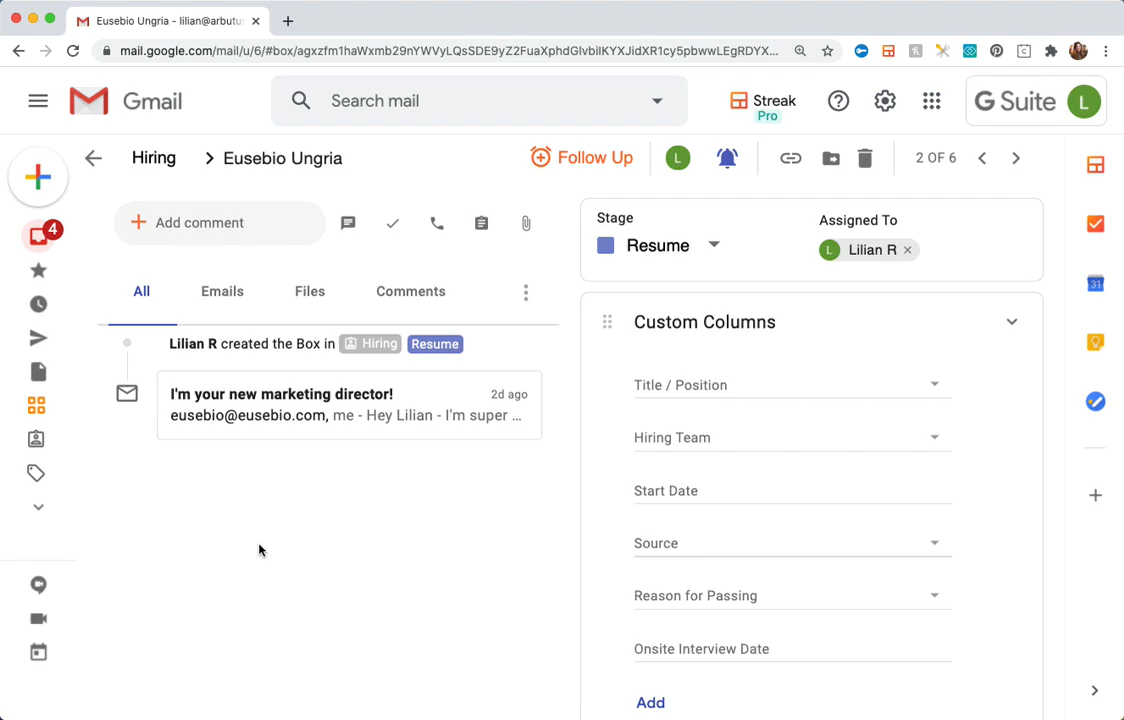 Eusebio Ungria - lilian@arbutu
mail.google.com/mail/u/6/#box/agxzfm1haWxmb29nYWVyLQsSDE9yZ2FuaXphdGlvbilKYXJidXR1cy5pbwwLEgRDYX...
Gmail
Search mail
Streak
Pro
G Suite
L
Hiring
Eusebio Ungria
Follow Up
L
2 OF 6
4
Add comment
Stage
Resume
Assigned To
L Lilian R
All
Emails
Files
Comments
Lilian R created the Box in Hiring Resume
I'm your new marketing director!
2d ago
eusebio@eusebio.com, me - Hey Lilian - I'm super ...
Custom Columns
Title / Position
Hiring Team
Start Date
Source
Reason for Passing
Onsite Interview Date
Add
31